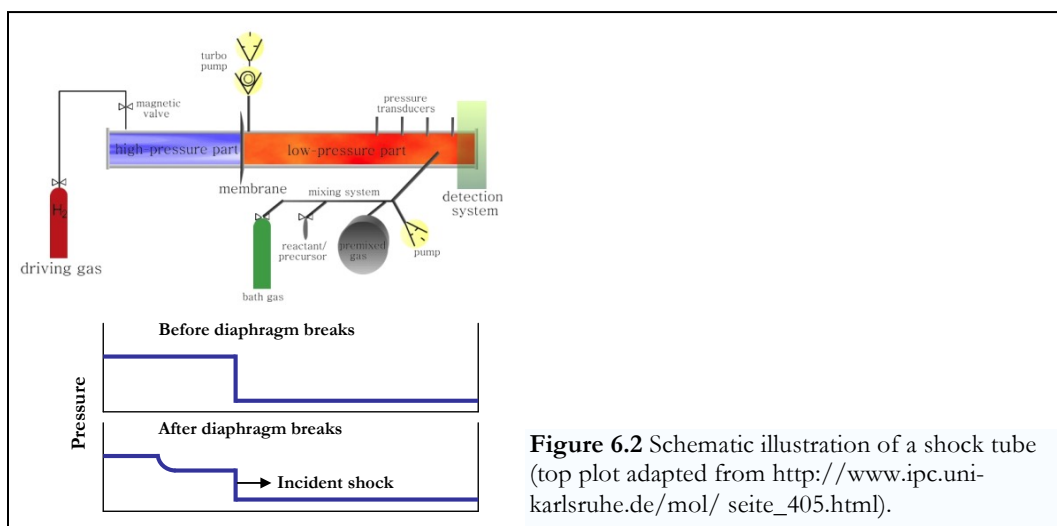 turbo
pump
magnetic
valve
pressure
transducers
high-pressure part
low-pressure part
membrane
mixing system
detection
system
H2
reactant/
precursor
premixed
gas
pump
driving gas
bath gas
Before diaphragm breaks
Pressure
After diaphragm breaks
Incident shock
Figure 6.2 Schematic illustration of a shock tube
(top plot adapted from http://www.ipc.uni-
karlsruhe.de/mol/ seite_405.html).